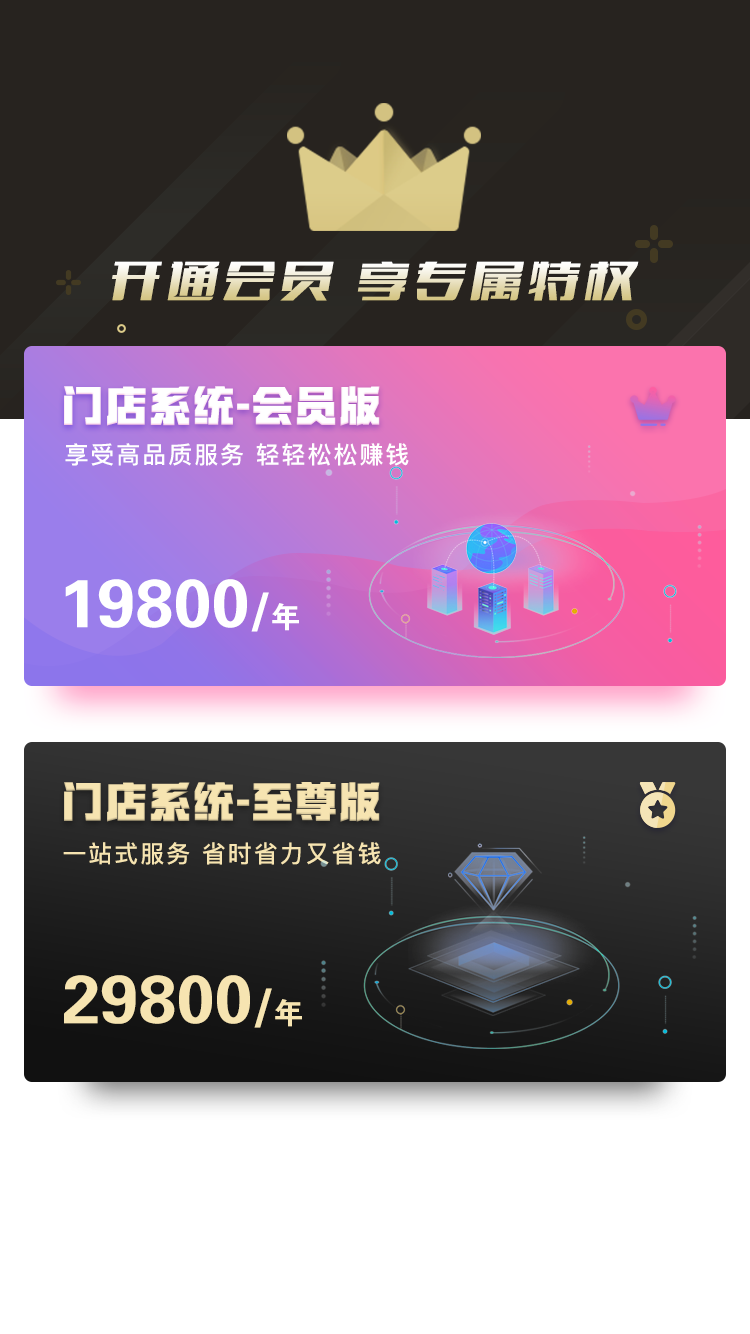 开通会员 享专属特权
门店系统-会员版
享受高品质服务 轻轻松松赚钱
19800/年
门店系统-至尊版
一站式服务 省时省力又省钱
29800/年